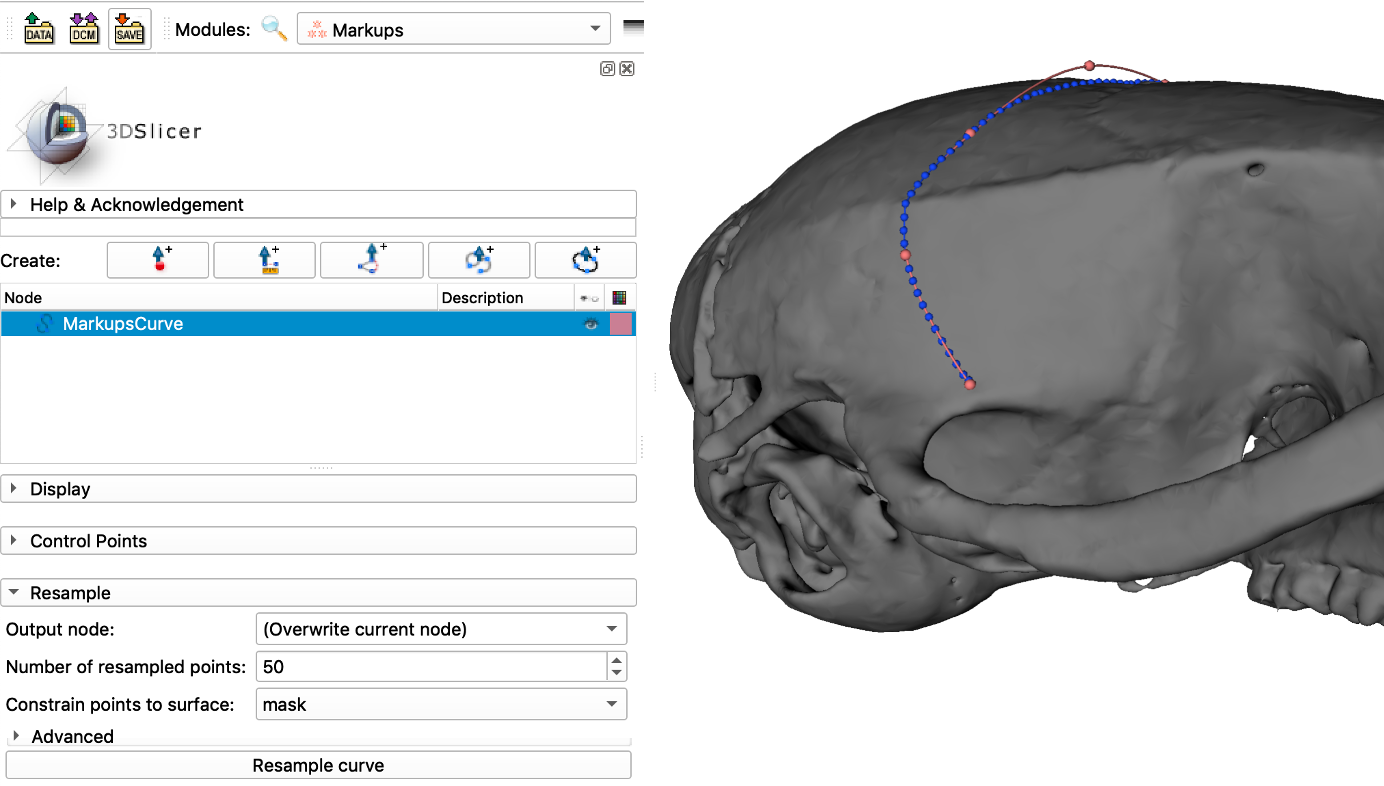 DATA
DCM
SAVE
Modules:
Markups
3DSlicer
Help & Acknowledgement
Create:
Node
Description
MarkupsCurve
Display
Control Points
Resample
Output node:
(Overwrite current node)
Number of resampled points:
50
Constrain points to surface:
mask
Advanced
Resample curve